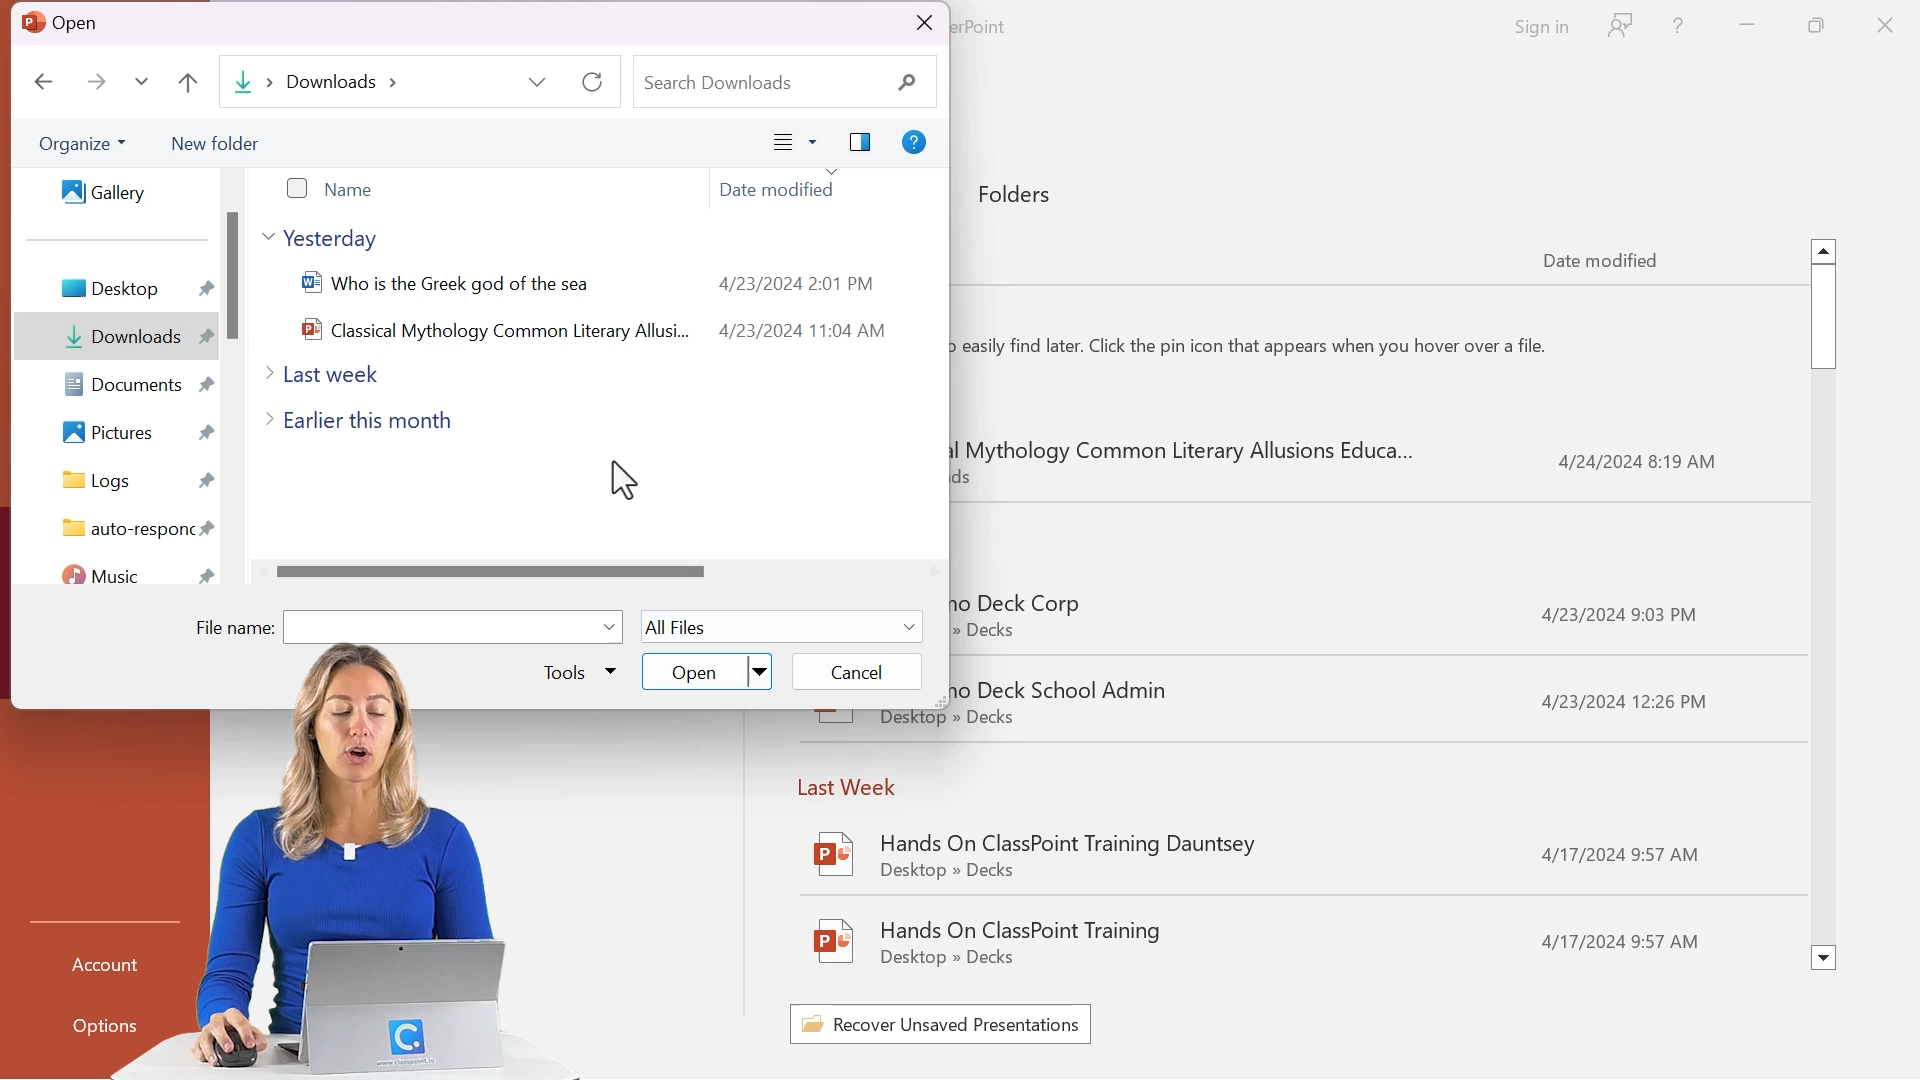 Open
erPoint
Sign in
?
Downloads
Search Downloads
Organize
New folder
?
Gallery
Desktop
Downloads
Documents
Pictures
Logs
auto-respon
Music
Name
Date modified
Yesterday
Who is the Greek god of the sea
4/23/2024 2:01 PM
Classical Mythology Common Literary Allusi...
4/23/2024 11:04 AM
Last week
Earlier this month
File name:
All Files
Tools
Open
Cancel
Folders
Date modified
easily find later. Click the pin icon that appears when you hover over a file.
Mythology Common Literary Allusions Educa...
ds
4/24/2024 8:19 AM
no Deck Corp
» Decks
4/23/2024 9:03 PM
no Deck School Admin
Desktop » Decks
4/23/2024 12:26 PM
Last Week
Hands On ClassPoint Training Dauntsey
Desktop » Decks
4/17/2024 9:57 AM
Hands On ClassPoint Training
Desktop » Decks
4/17/2024 9:57 AM
Recover Unsaved Presentations
Account
Options
C.
www.classpoint.io